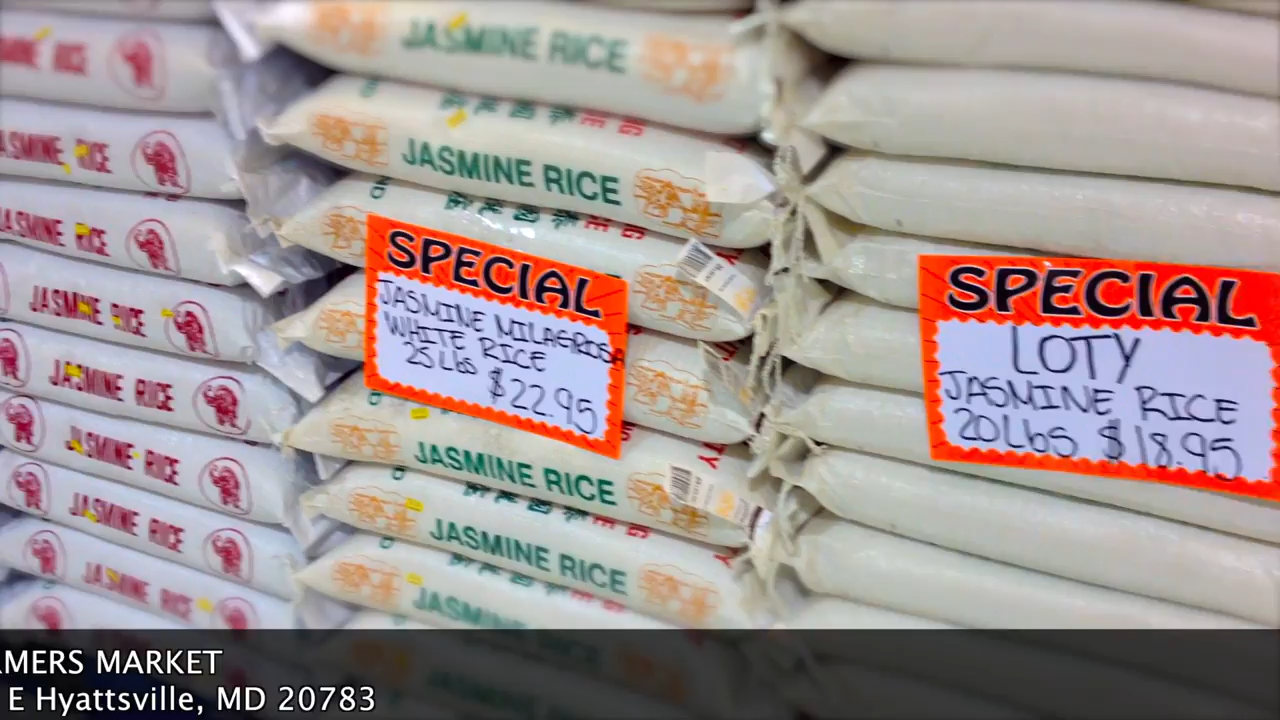 JASMINE RICE
JASMINE RICE
SPECIAL
JASMINE MILAGROSA
WHITE RICE
25 Lbs $22.95
JASMINE RICE
JASMINE RICE
JASMINE
SPECIAL
LOTY
JASMINE RICE
20Lbs $18.95
RICE
JASMINE RICE
JASMINE RICE
JASMINE RICE
JASMINE RICE
JASMINE RICE
JASMINE RICE
JASMINE RICE
RMERS MARKET
E Hyattsville, MD 20783